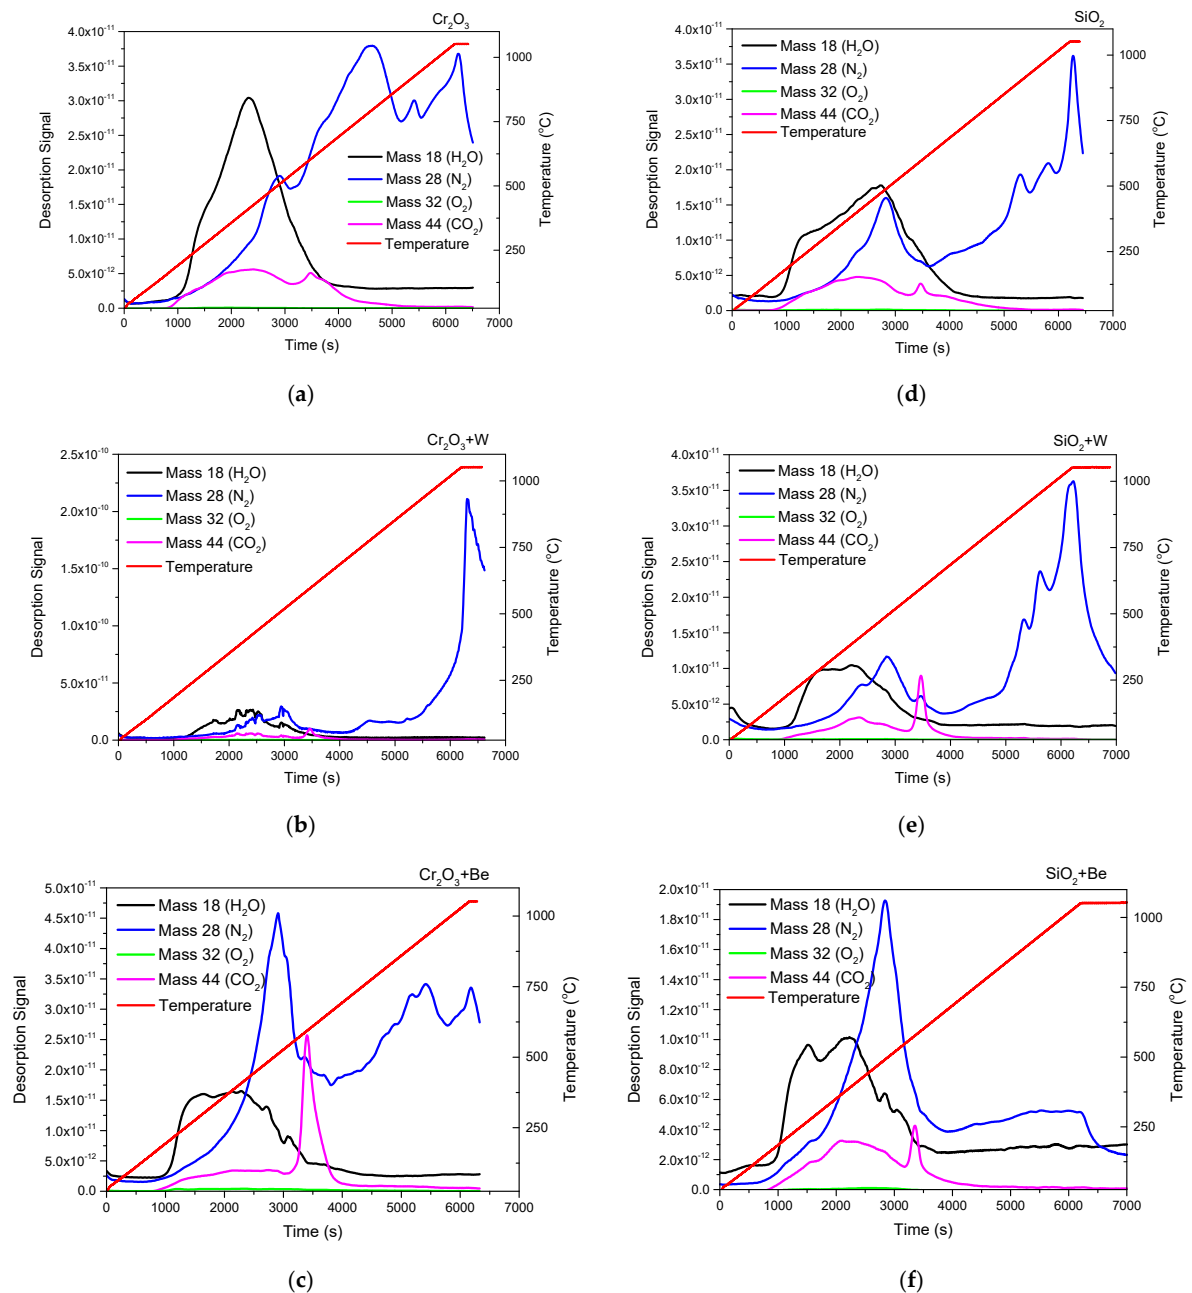 Cr2O3
4.0x10-11
3.5x10-11
3.0x10-11
2.5x10-11
2.0x10-11
1.5x10-11
1.0x10-11
5.0x10-12
0.0
Desorption Signal
Mass 18 (H2O)
Mass 28 (N2)
Mass 32 (O2)
Mass 44 (CO2)
Temperature
1000
750
500
250
Temperature (oC)
0 1000 2000 3000 4000 5000 6000 7000
Time (s)
(a)
SiO2
4.0x10-11
3.5x10-11
3.0x10-11
2.5x10-11
2.0x10-11
1.5x10-11
1.0x10-11
5.0x10-12
0.0
Desorption Signal
Mass 18 (H2O)
Mass 28 (N2)
Mass 32 (O2)
Mass 44 (CO2)
Temperature
1000
750
500
250
Temperature (oC)
0 1000 2000 3000 4000 5000 6000 7000
Time (s)
(d)
Cr2O3+W
2.5x10-10
2.0x10-10
1.5x10-10
1.0x10-10
5.0x10-11
0.0
Desorption Signal
Mass 18 (H2O)
Mass 28 (N2)
Mass 32 (O2)
Mass 44 (CO2)
Temperature
1000
750
500
250
Temperature (oC)
0 1000 2000 3000 4000 5000 6000 7000
Time (s)
(b)
SiO2+W
4.0x10-11
3.5x10-11
3.0x10-11
2.5x10-11
2.0x10-11
1.5x10-11
1.0x10-11
5.0x10-12
0.0
Desorption Signal
Mass 18 (H2O)
Mass 28 (N2)
Mass 32 (O2)
Mass 44 (CO2)
Temperature
1000
750
500
250
Temperature (oC)
0 1000 2000 3000 4000 5000 6000 7000
Time (s)
(e)
Cr2O3+Be
5.0x10-11
4.5x10-11
4.0x10-11
3.5x10-11
3.0x10-11
2.5x10-11
2.0x10-11
1.5x10-11
1.0x10-11
5.0x10-12
0.0
Desorption Signal
Mass 18 (H2O)
Mass 28 (N2)
Mass 32 (O2)
Mass 44 (CO2)
Temperature
1000
750
500
250
Temperature (oC)
0 1000 2000 3000 4000 5000 6000 7000
Time (s)
(c)
SiO2+Be
2.0x10-11
1.8x10-11
1.6x10-11
1.4x10-11
1.2x10-11
1.0x10-11
8.0x10-12
6.0x10-12
4.0x10-12
2.0x10-12
0.0
Desorption Signal
Mass 18 (H2O)
Mass 28 (N2)
Mass 32 (O2)
Mass 44 (CO2)
Temperature
1000
750
500
250
Temperature (oC)
0 1000 2000 3000 4000 5000 6000 7000
Time (s)
(f)